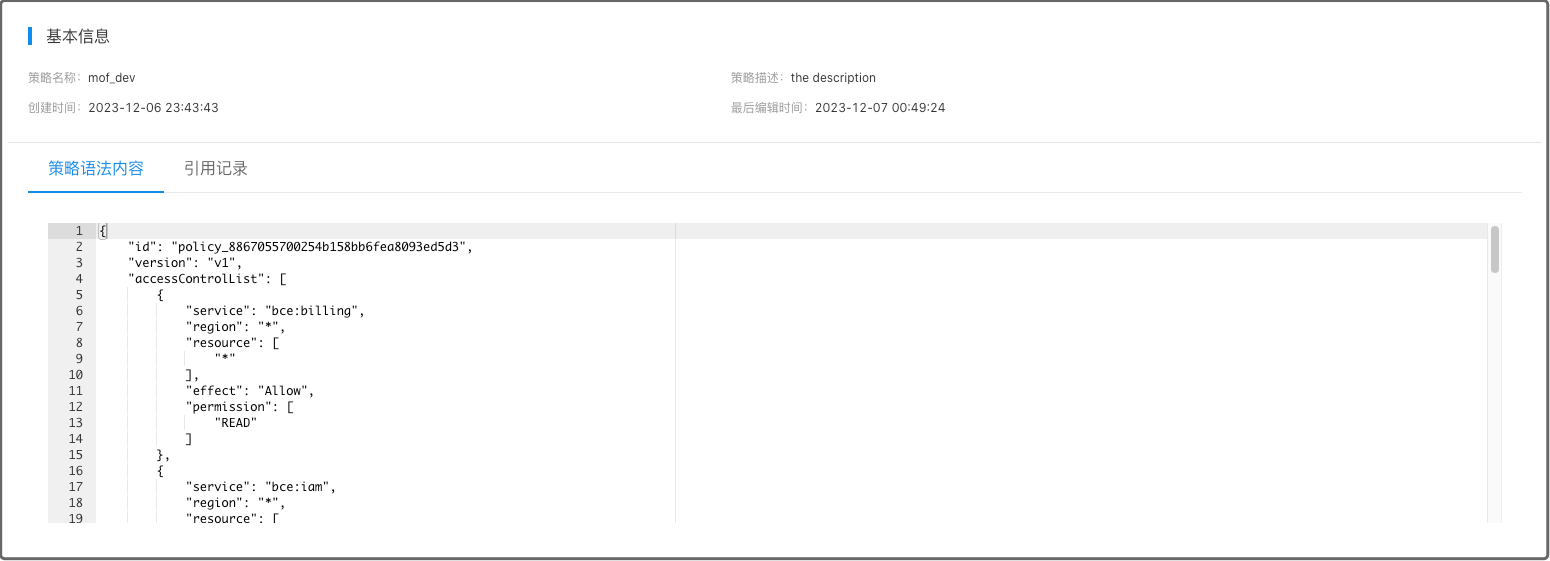 基本信息
策略名称: mof_dev
策略描述: the description
创建时间: 2023-12-06 23:43:43
最后编辑时间: 2023-12-07 00:49:24
策略语法内容 引用记录
1 {
2 "id": "policy_8867055700254b158bb6fea8093ed5d3",
3 "version": "v1",
4 "accessControlList": [
5 {
6 "service": "bce:billing",
7 "region": "*",
8 "resource": [
9 "*"
10 ],
11 "effect": "Allow",
12 "permission": [
13 "READ"
14 ]
15 },
16 {
17 "service": "bce:iam",
18 "region": "*",
19 "resource": [